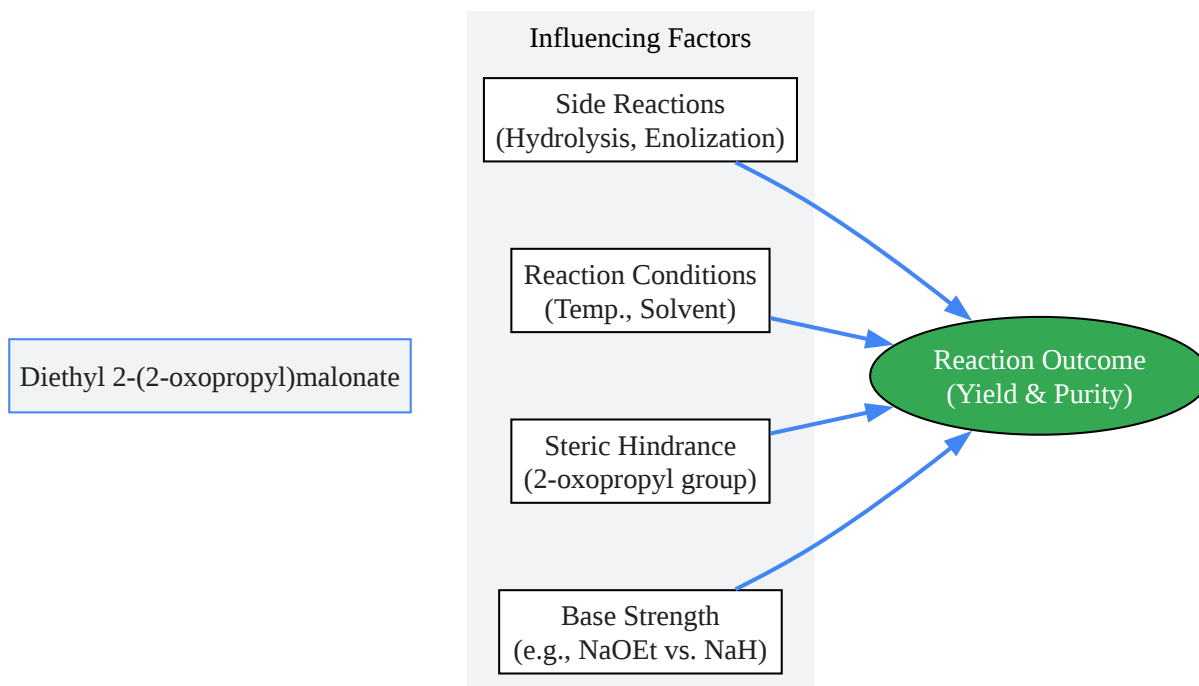 Influencing Factors
Side Reactions
(Hydrolysis, Enolization)
Reaction Conditions
(Temp., Solvent)
Diethyl 2-(2-oxopropyl)malonate
Reaction Outcome
(Yield & Purity)
Steric Hindrance
(2-oxopropyl group)
Base Strength
(e.g., NaOEt vs. NaH)